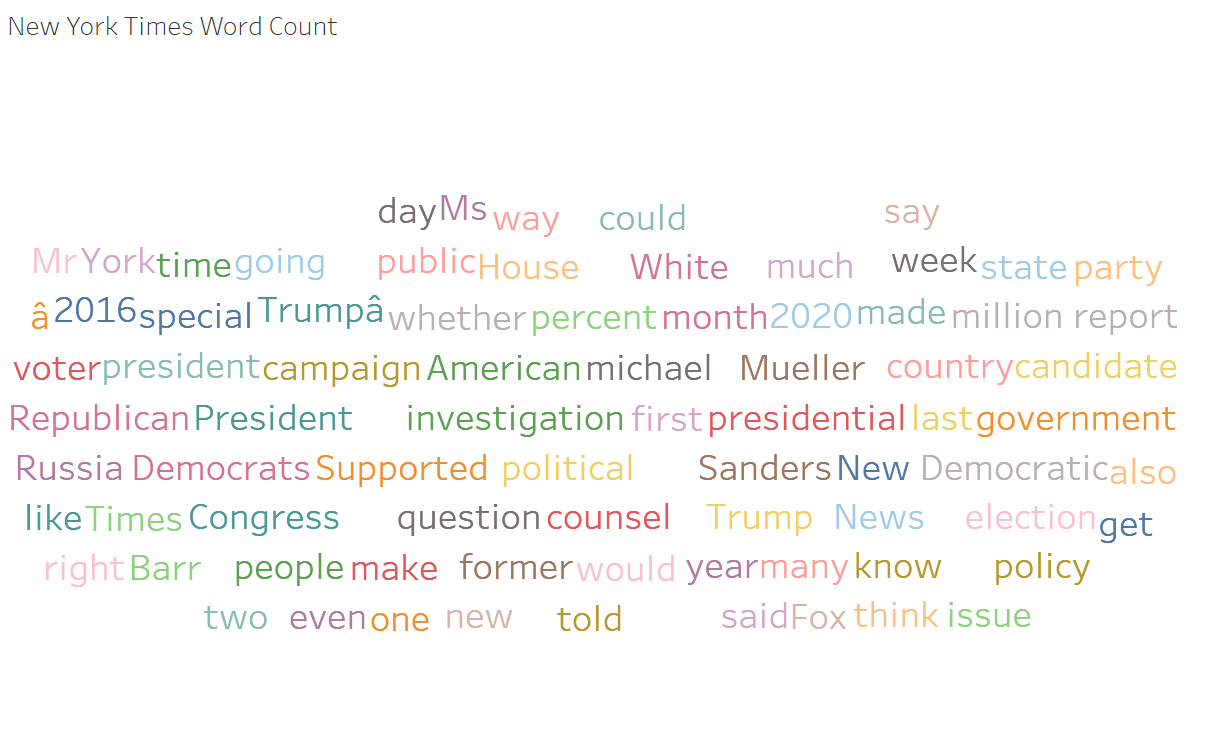 New York Times Word Count
day Ms way could say
Mr York time going public House White much week state party
â 2016 special Trumpâ whether percent month 2020 made million report
voter president campaign American michael Mueller country candidate
Republican President investigation first presidential last government
Russia Democrats Supported political Sanders New Democratic also
like Times Congress question counsel Trump News election get
right Barr people make former would year many know policy
two even one new told said Fox think issue